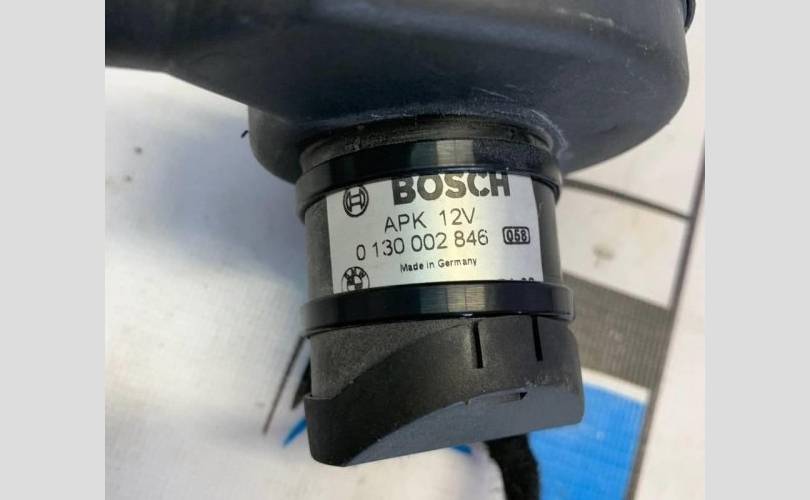 BOSCH
APK 12V
0 130 002 846 058
Made in Germany